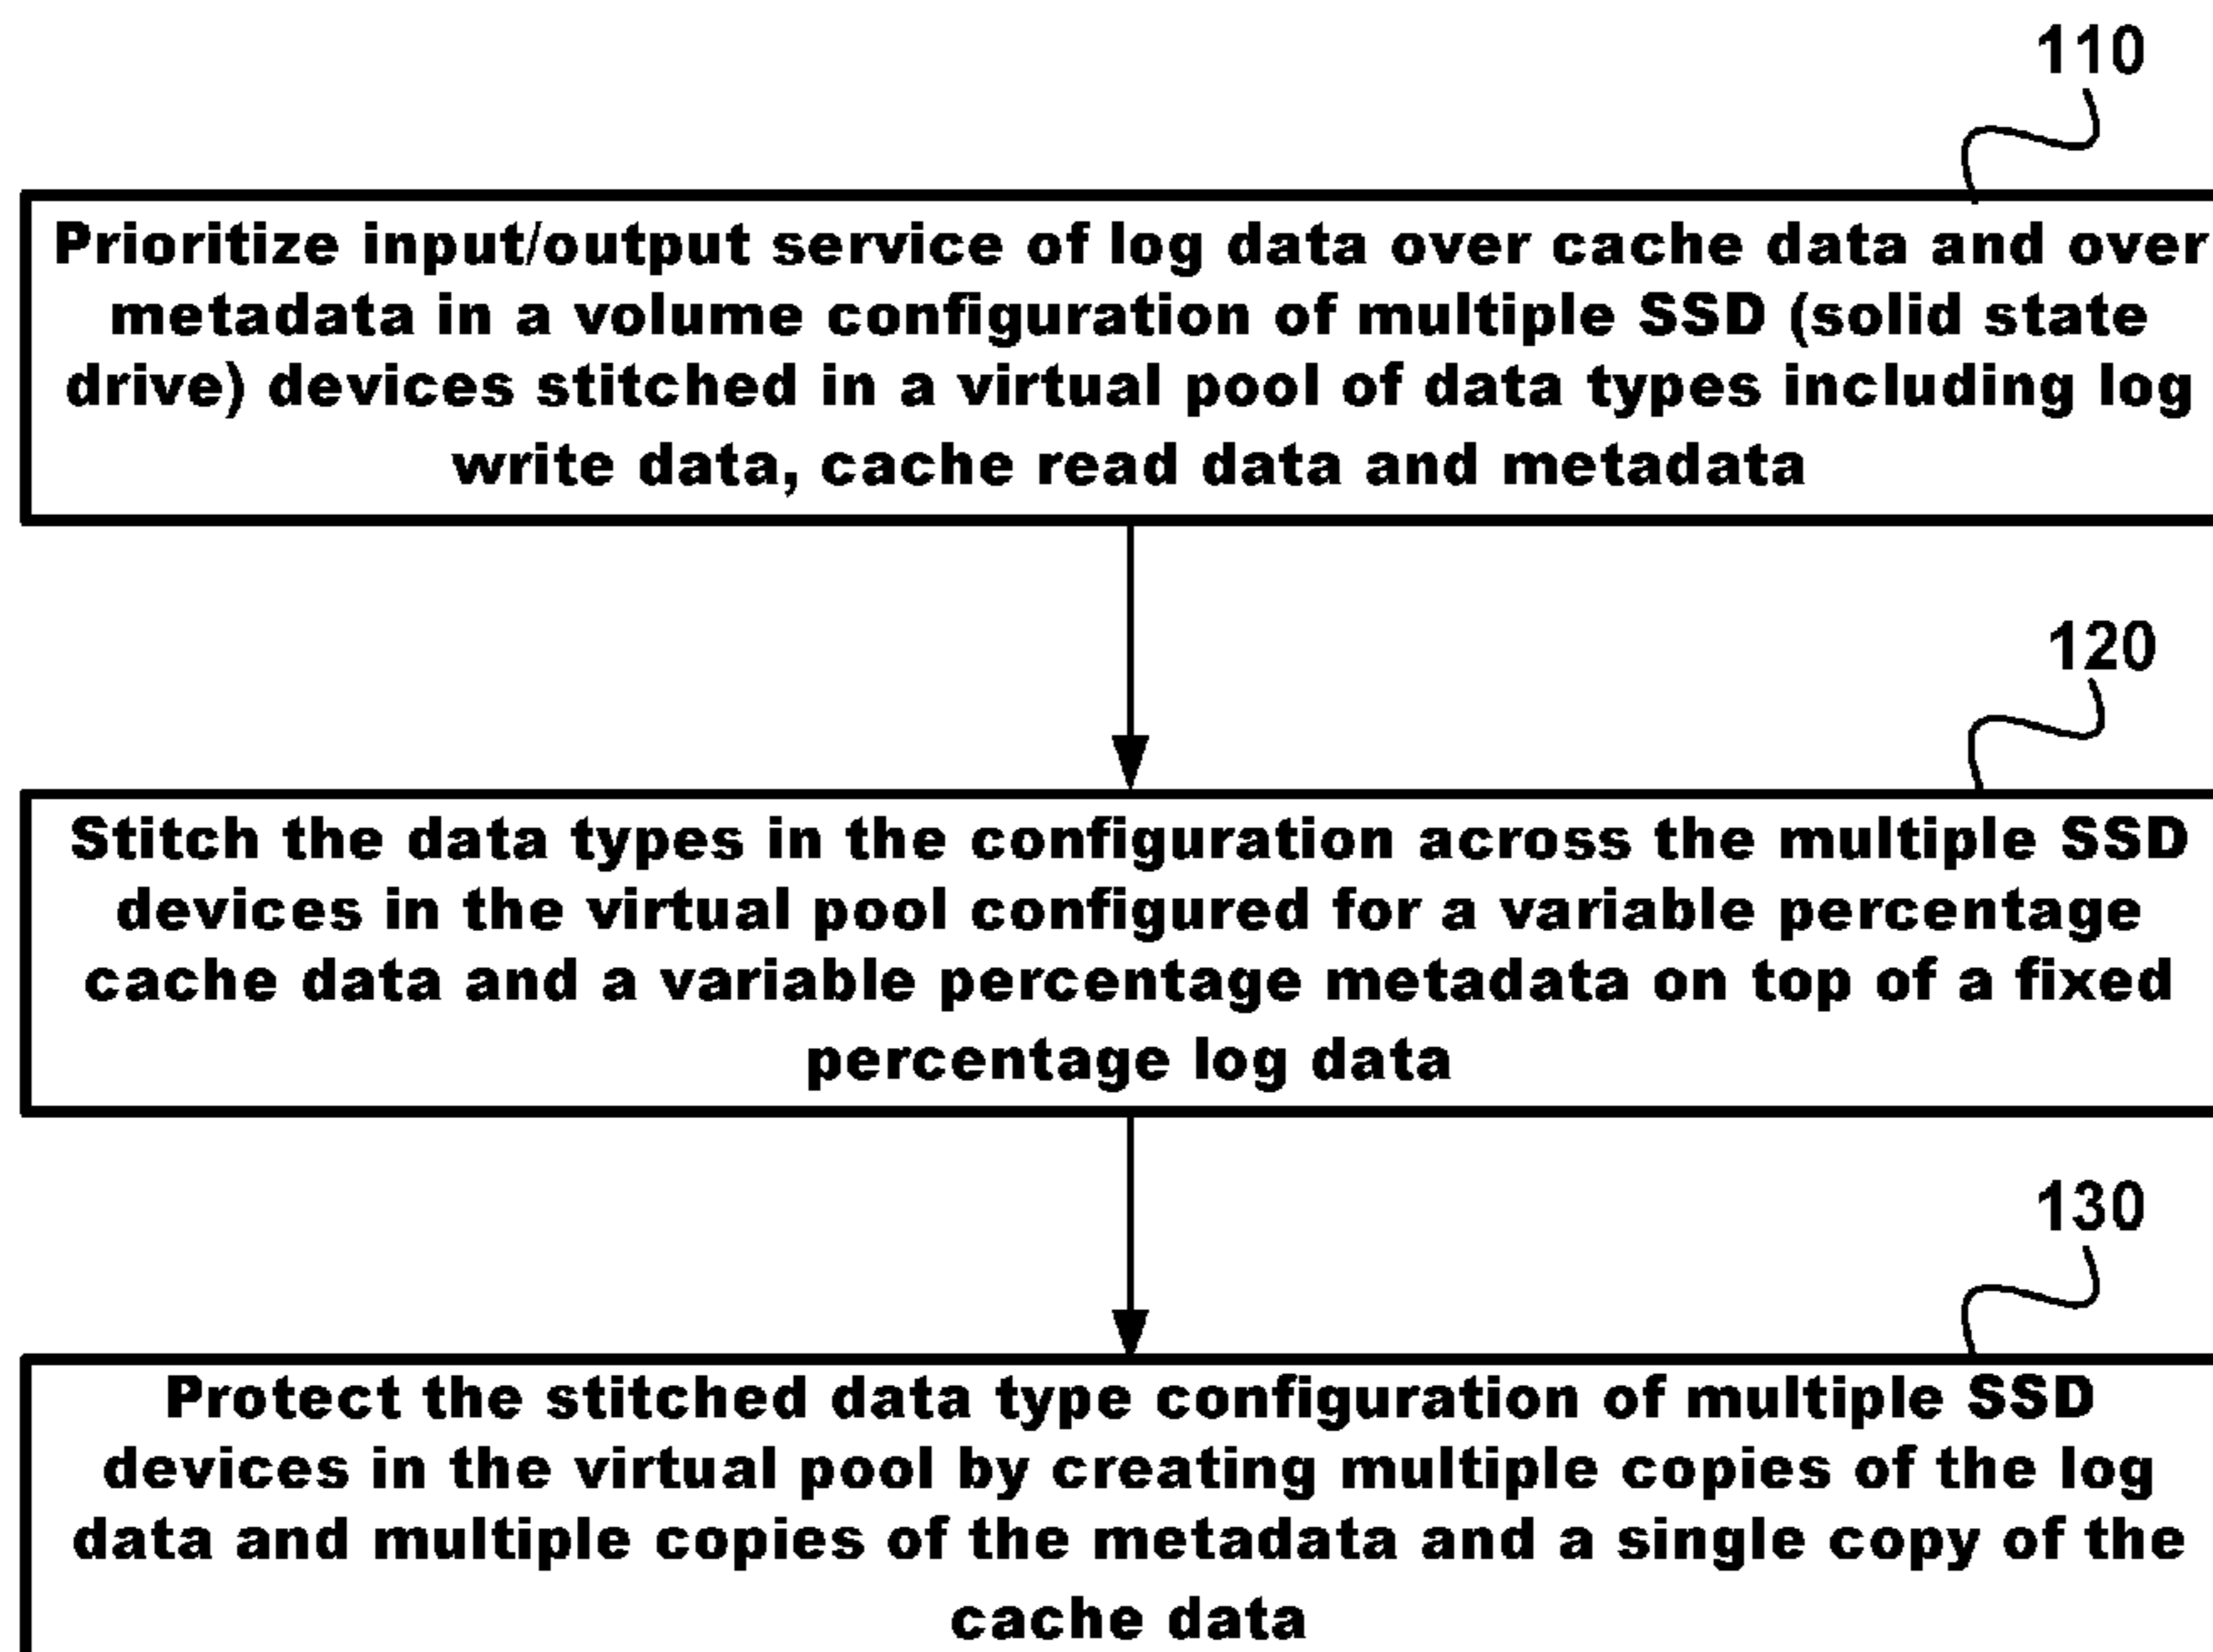 110
Prioritize input/output service of log data over cache data and over
metadata in a volume configuration of multiple SSD (solid state
drive) devices stitched in a virtual pool of data types including log
write data, cache read data and metadata
120
Stitch the data types in the configuration across the multiple SSD
devices in the virtual pool configured for a variable percentage
cache data and a variable percentage metadata on top of a fixed
percentage log data
130
Protect the stitched data type configuration of multiple SSD
devices in the virtual pool by creating multiple copies of the log
data and multiple copies of the metadata and a single copy of the
cache data